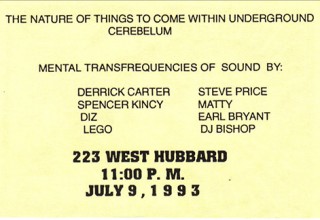 THE NATURE OF THINGS TO COME WITHIN UNDERGROUND
CEREBELUM
MENTAL TRANSFREQUENCIES OF SOUND BY:
DERRICK CARTER STEVE PRICE
SPENCER KINCY MATTY
DIZ EARL BRYANT
LEGO DJ BISHOP
223 WEST HUBBARD
11:00 P. M.
JULY 9, 1993